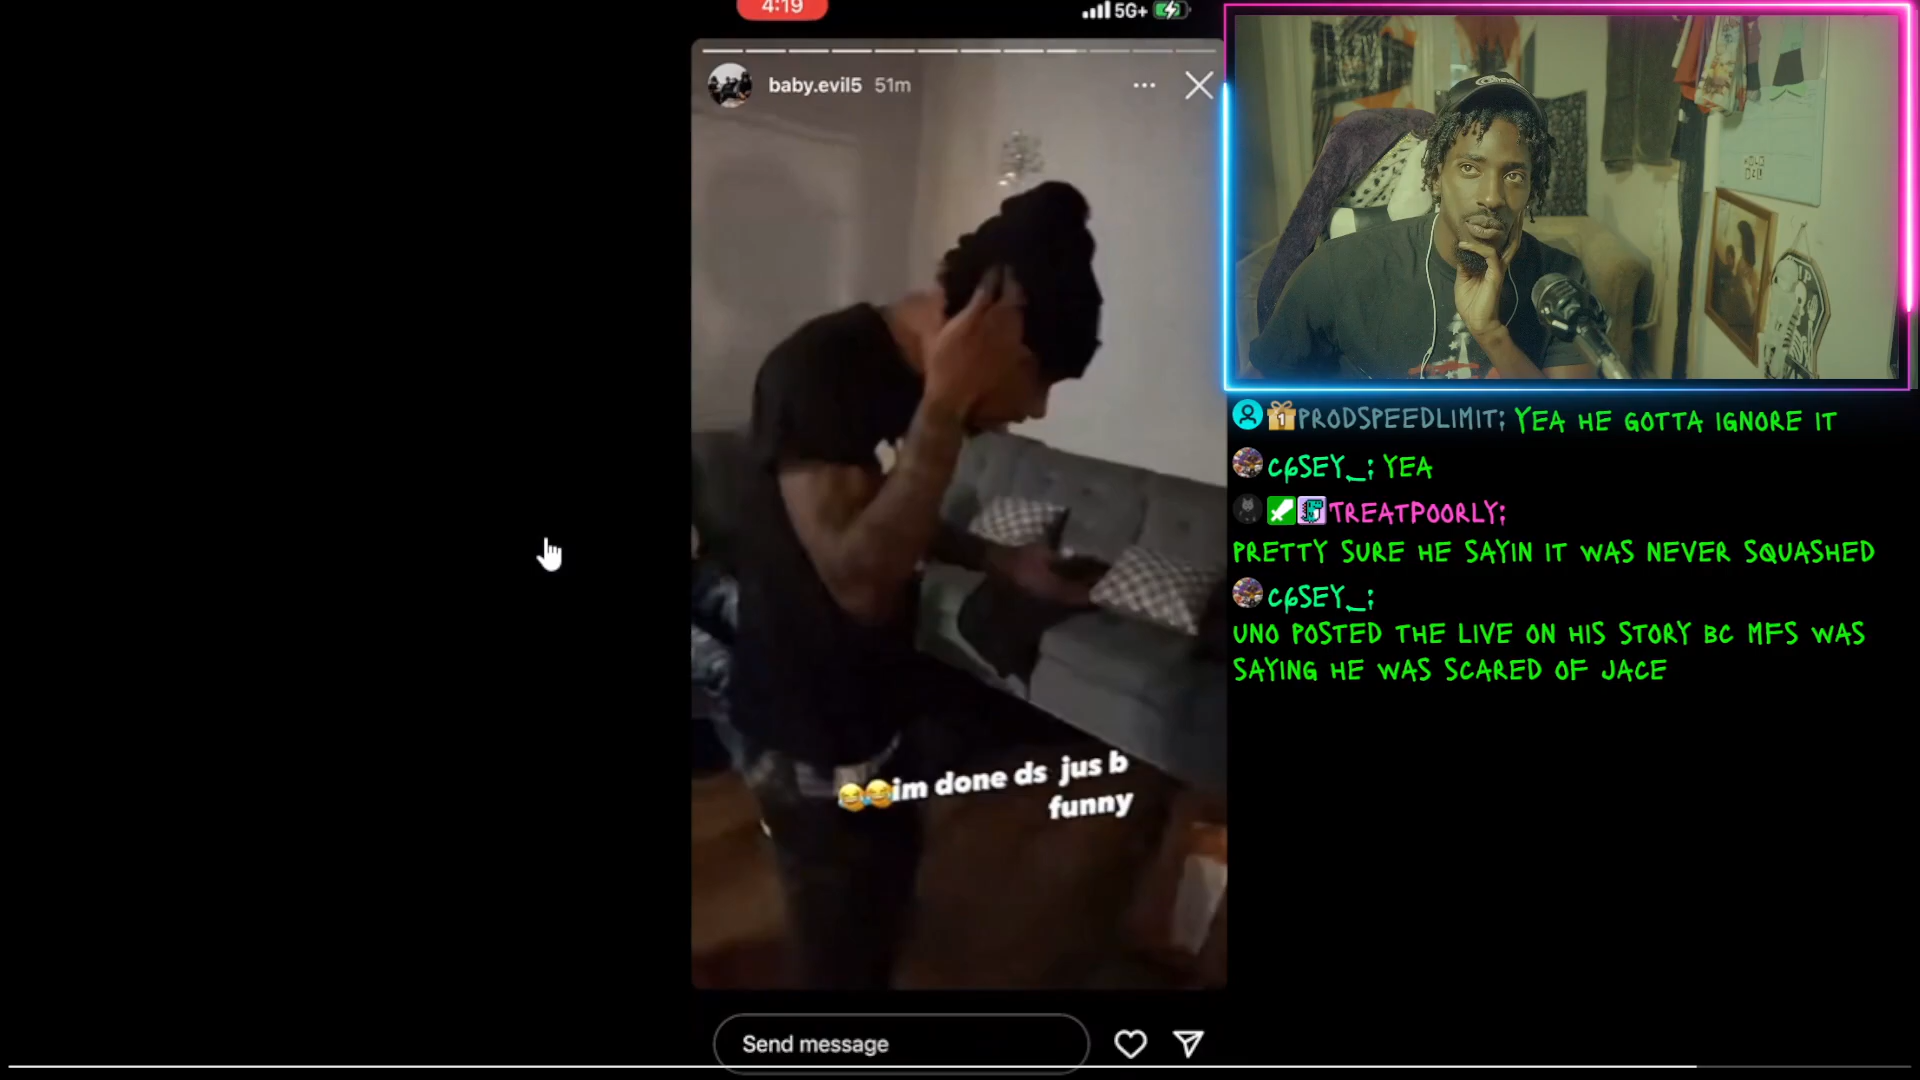 4:19
5G+
baby.evil5 51m
😂😂im done ds jus b
funny
Send message
1PRODSPEEDLIMIT: YEA HE GOTTA IGNORE IT
C6SEY_: YEA
TREATPOORLY:
PRETTY SURE HE SAYIN IT WAS NEVER SQUASHED
C6SEY_:
UNO POSTED THE LIVE ON HIS STORY BC MFS WAS
SAYING HE WAS SCARED OF JACE